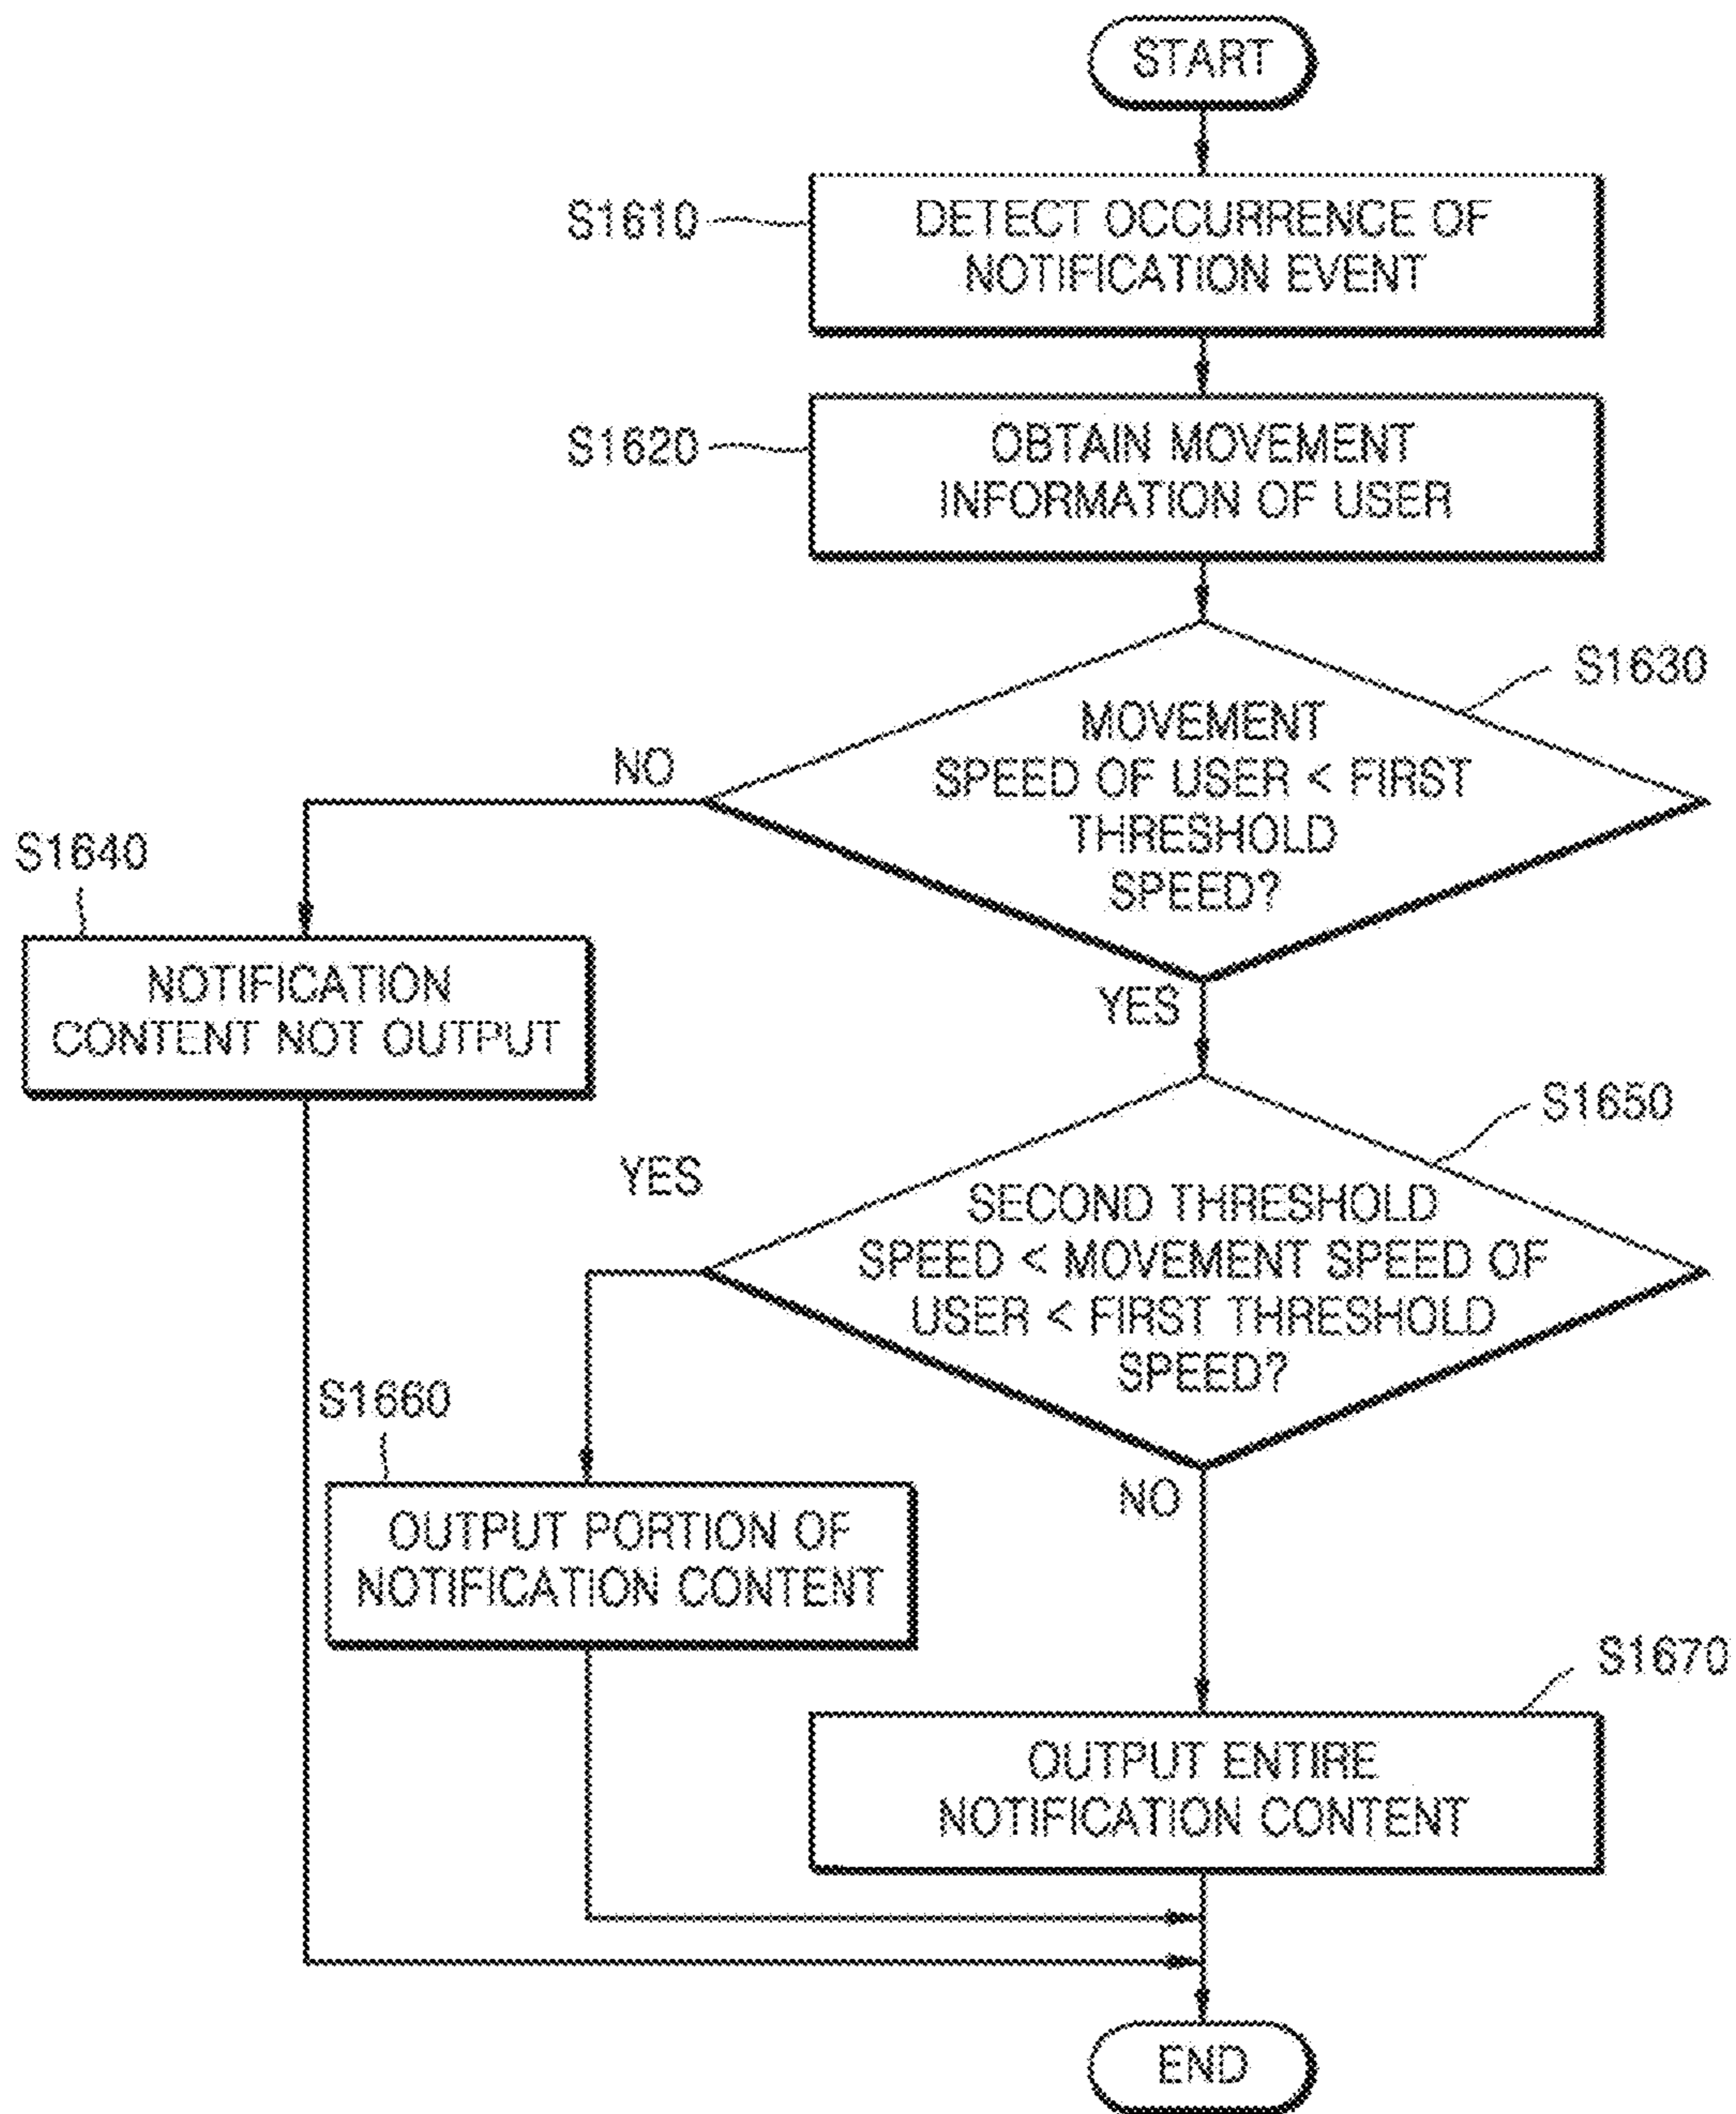 START
S1610
DETECT OCCURRENCE OF
NOTIFICATION EVENT
S1620
OBTAIN MOVEMENT
INFORMATION OF USER
S1630
MOVEMENT
SPEED OF USER < FIRST
THRESHOLD
SPEED?
NO
YES
S1640
NOTIFICATION
CONTENT NOT OUTPUT
S1650
SECOND THRESHOLD
SPEED < MOVEMENT SPEED OF
USER < FIRST THRESHOLD
SPEED?
YES
NO
S1660
OUTPUT PORTION OF
NOTIFICATION CONTENT
S1670
OUTPUT ENTIRE
NOTIFICATION CONTENT
END